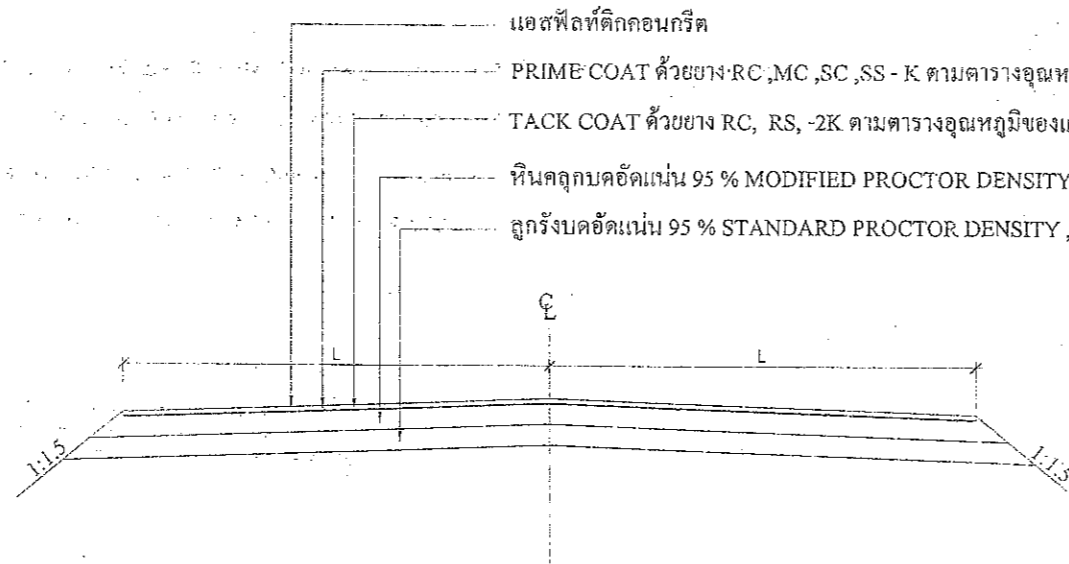 แอสฟัลท์ติกคอนกรีต
PRIME COAT ด้วยยาง RC ,MC ,SC ,SS - K ตามตารางอุณห
TACK COAT ด้วยยาง RC, RS, -2K ตามตารางอุณหภูมิของแ
หินคลุกบดอัดแน่น 95 % MODIFIED PROCTOR DENSITY
ลูกรังบดอัดแน่น 95 % STANDARD PROCTOR DENSITY ,
℄
L
L
1:1.5
1:1.5